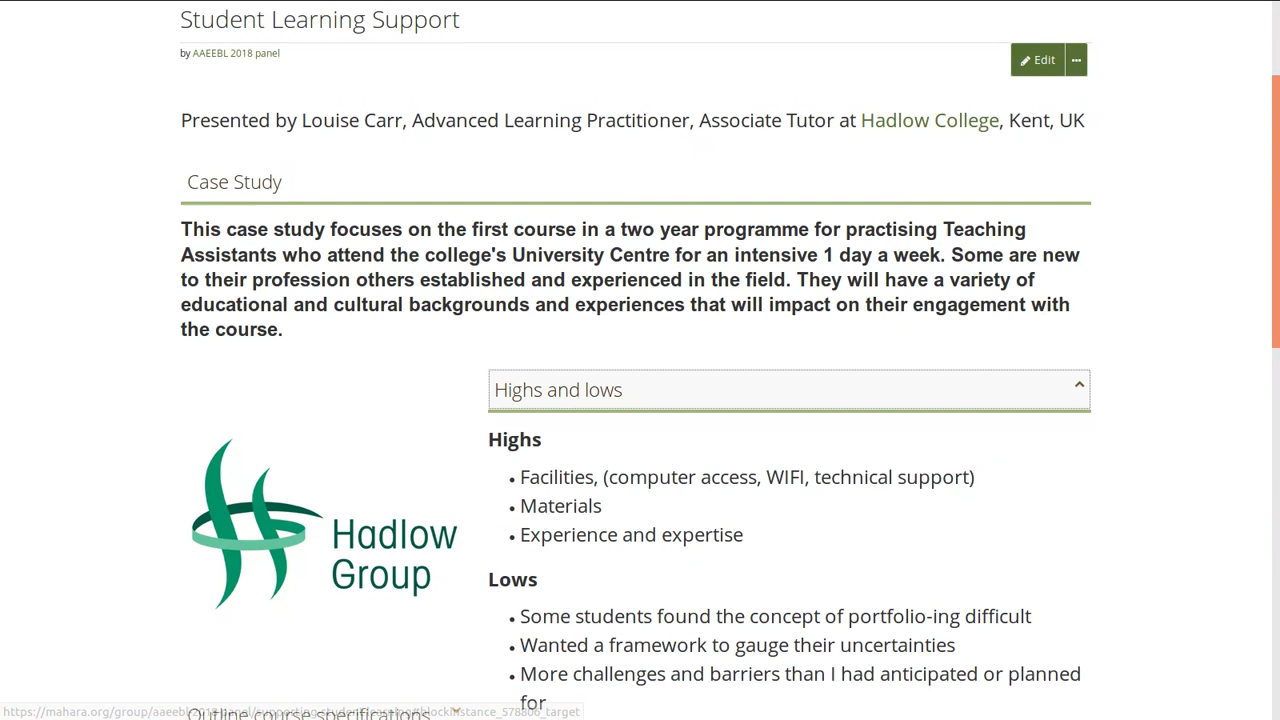 Student Learning Support
by AAEEBL 2018 panel
Edit
Presented by Louise Carr, Advanced Learning Practitioner, Associate Tutor at Hadlow College, Kent, UK
Case Study
This case study focuses on the first course in a two year programme for practising Teaching
Assistants who attend the college's University Centre for an intensive 1 day a week. Some are new
to their profession others established and experienced in the field. They will have a variety of
educational and cultural backgrounds and experiences that will impact on their engagement with
the course.
Highs and lows
Highs
• Facilities, (computer access, WIFI, technical support)
• Materials
• Experience and expertise
Hadlow
Group
Lows
• Some students found the concept of portfolio-ing difficult
• Wanted a framework to gauge their uncertainties
• More challenges and barriers than I had anticipated or planned
for
Outline course specifications